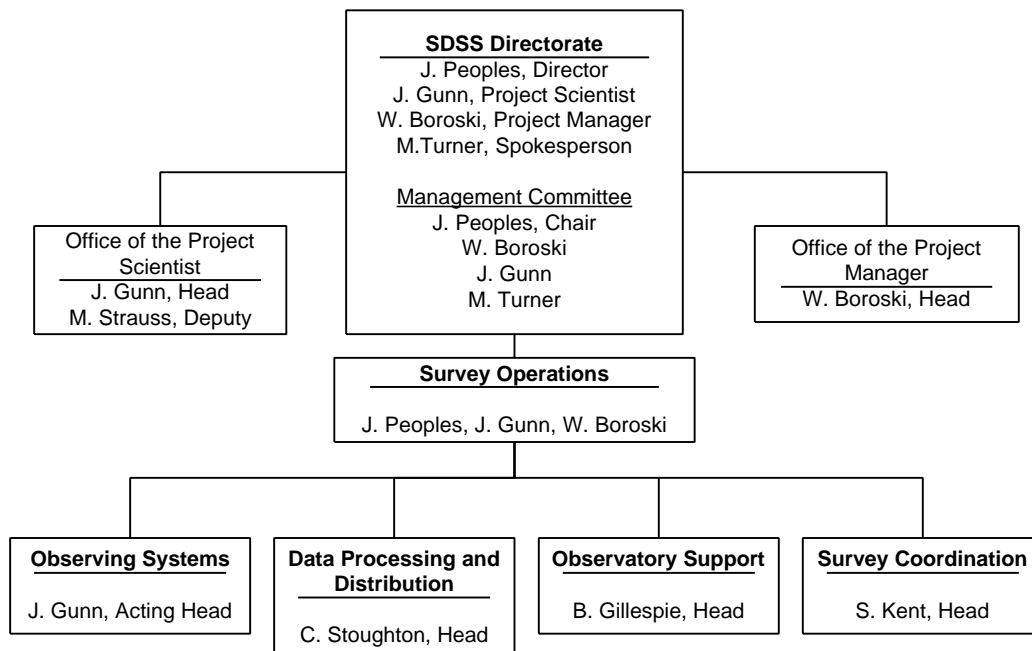 SDSS Directorate
J. Peoples, Director
J. Gunn, Project Scientist
W. Boroski, Project Manager
M.Turner, Spokesperson
Management Committee
J. Peoples, Chair
W. Boroski
J. Gunn
M. Turner
Office of the Project
Scientist
J. Gunn, Head
M. Strauss, Deputy
Office of the Project
Manager
W. Boroski, Head
Survey Operations
J. Peoples, J. Gunn, W. Boroski
Observing Systems
J. Gunn, Acting Head
Data Processing and
Distribution
C. Stoughton, Head
Observatory Support
B. Gillespie, Head
Survey Coordination
S. Kent, Head